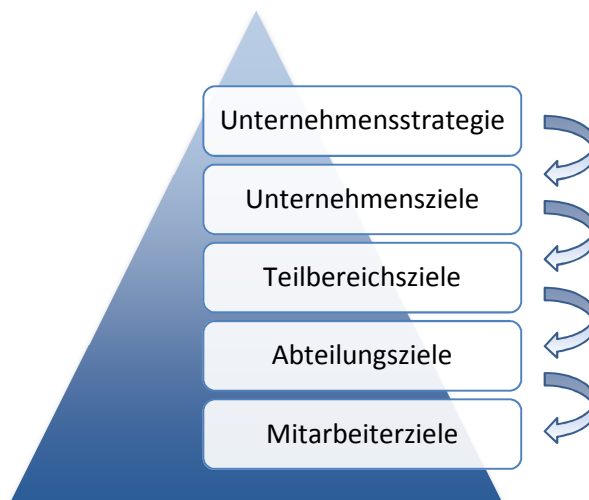 Unternehmensstrategie
Unternehmensziele
Teilbereichsziele
Abteilungsziele
Mitarbeiterziele